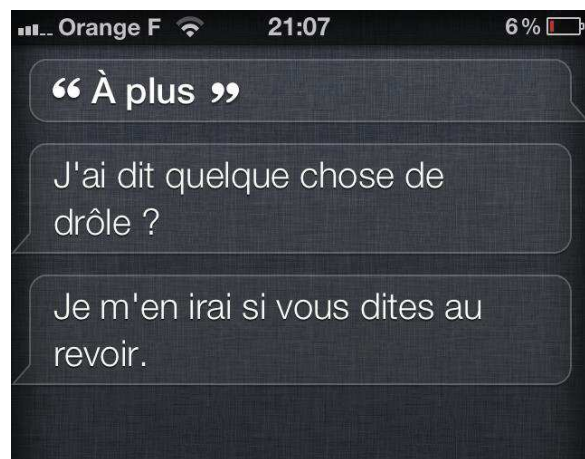 Orange F 21:07 6%
“ À plus ”
J'ai dit quelque chose de
drôle ?
Je m'en irai si vous dites au
revoir.